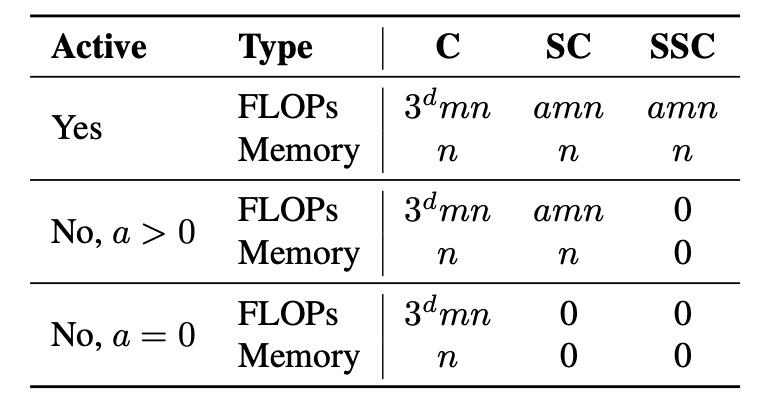 Active Type C SC SSC
Yes FLOPs 3^d mn amn amn
Memory n n n
No, a > 0 FLOPs 3^d mn amn 0
Memory n n 0
No, a = 0 FLOPs 3^d mn 0 0
Memory n 0 0